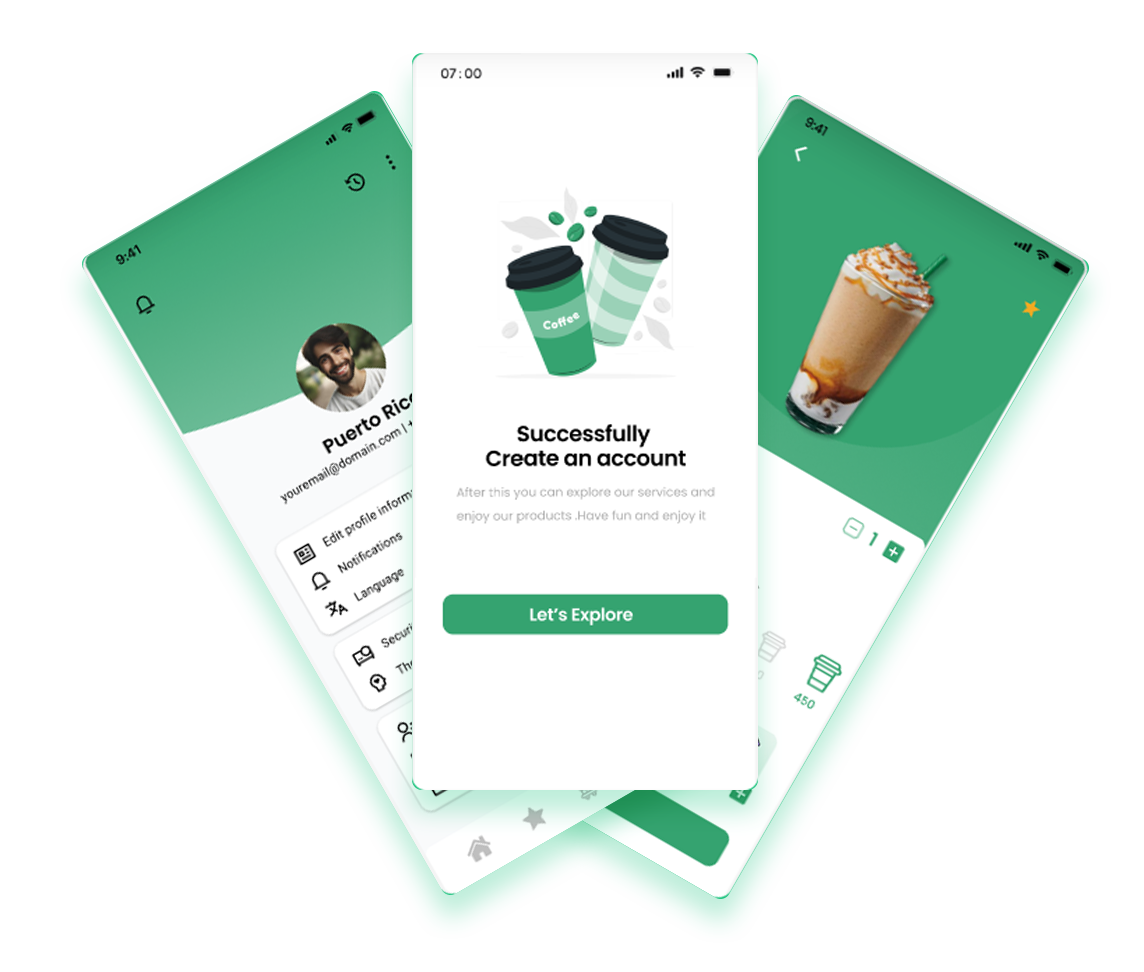 9:41
Puerto Rico
youremail@domain.com | +
Edit profile inform
Notifications
Language
Securi
The
07:00
Coffee
Successfully
Create an account
After this you can explore our services and
enjoy our products .Have fun and enjoy it
Let's Explore
9:41
1
450